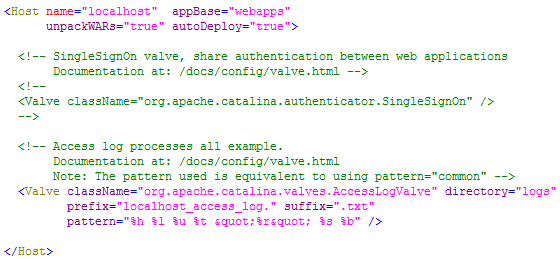 <Host name="localhost"  appBase="webapps"
      unpackWARs="true" autoDeploy="true">

  <!-- SingleSignOn valve, share authentication between web applications
       Documentation at: /docs/config/valve.html -->
  <!--
  <Valve className="org.apache.catalina.authenticator.SingleSignOn" />
  -->

  <!-- Access log processes all example.
       Documentation at: /docs/config/valve.html
       Note: The pattern used is equivalent to using pattern="common" -->
  <Valve className="org.apache.catalina.valves.AccessLogValve" directory="logs"
         prefix="localhost_access_log." suffix=".txt"
         pattern="%h %l %u %t &quot;%r&quot; %s %b" />

</Host>